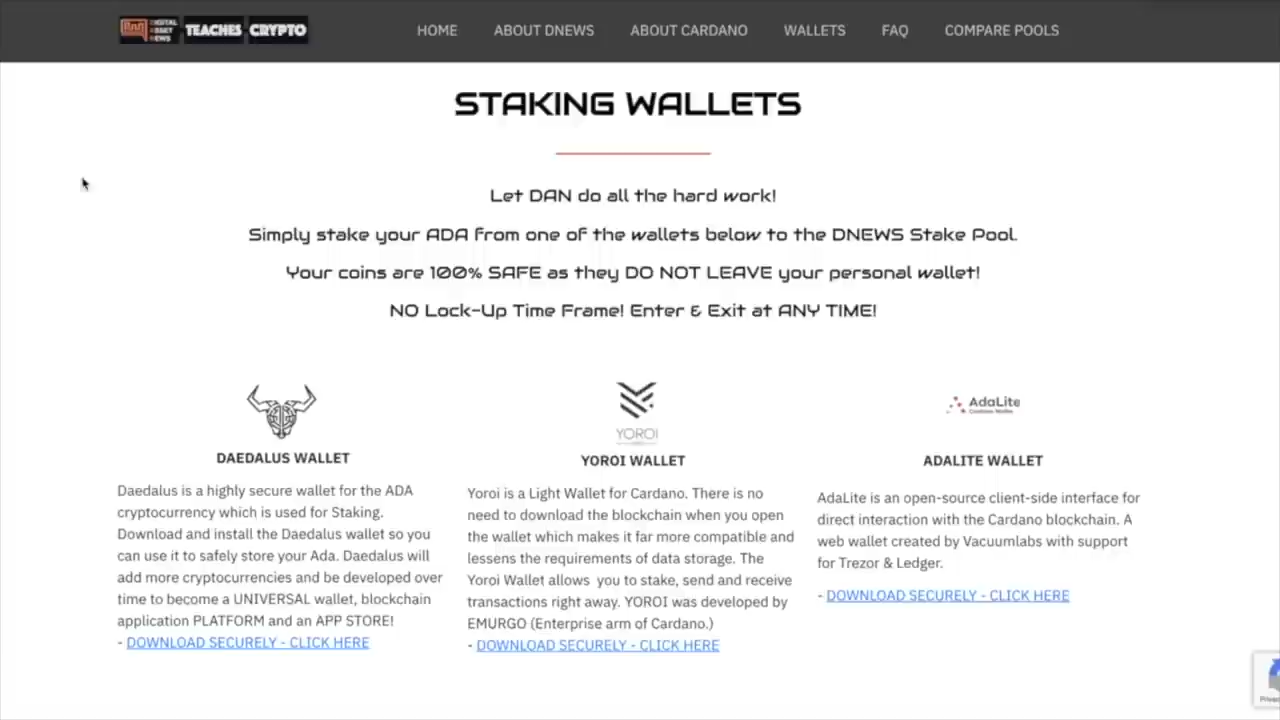 DIGITAL
ASSET
NEWS
TEACHES CRYPTO
HOME
ABOUT DNEWS
ABOUT CARDANO
WALLETS
FAQ
COMPARE POOLS
STAKING WALLETS
Let DAN do all the hard work!
Simply stake your ADA from one of the wallets below to the DNEWS Stake Pool.
Your coins are 100% SAFE as they DO NOT LEAVE your personal wallet!
NO Lock-Up Time Frame! Enter & Exit at ANY TIME!
DAEDALUS WALLET
Daedalus is a highly secure wallet for the ADA
cryptocurrency which is used for Staking.
Download and install the Daedalus wallet so you
can use it to safely store your Ada. Daedalus will
add more cryptocurrencies and be developed over
time to become a UNIVERSAL wallet, blockchain
application PLATFORM and an APP STORE!
- DOWNLOAD SECURELY - CLICK HERE
YOROI
YOROI WALLET
Yoroi is a Light Wallet for Cardano. There is no
need to download the blockchain when you open
the wallet which makes it far more compatible and
lessens the requirements of data storage. The
Yoroi Wallet allows you to stake, send and receive
transactions right away. YOROI was developed by
EMURGO (Enterprise arm of Cardano.)
- DOWNLOAD SECURELY - CLICK HERE
AdaLite
Cardano Wallet
ADALITE WALLET
AdaLite is an open-source client-side interface for
direct interaction with the Cardano blockchain. A
web wallet created by Vacuumlabs with support
for Trezor & Ledger.
- DOWNLOAD SECURELY - CLICK HERE